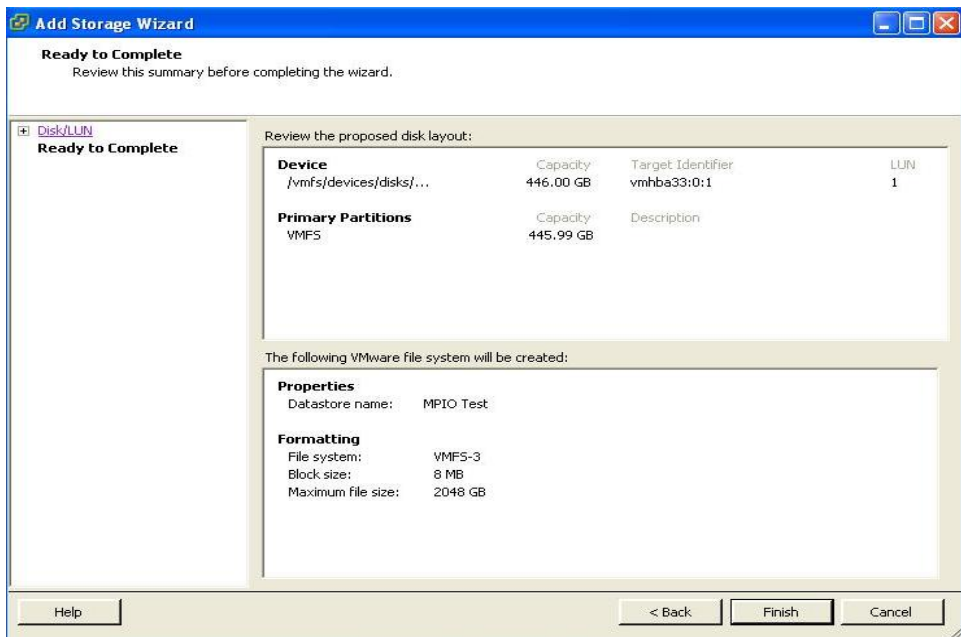 Add Storage Wizard
Ready to Complete
Review this summary before completing the wizard.
Disk/LUN
Ready to Complete
Review the proposed disk layout:
Device Capacity Target Identifier LUN
/vmfs/devices/disks/... 446.00 GB vmhba33:0:1 1
Primary Partitions Capacity Description
VMFS 445.99 GB
The following VMware file system will be created:
Properties
Datastore name: MPIO Test
Formatting
File system: VMFS-3
Block size: 8 MB
Maximum file size: 2048 GB
Help < Back Finish Cancel